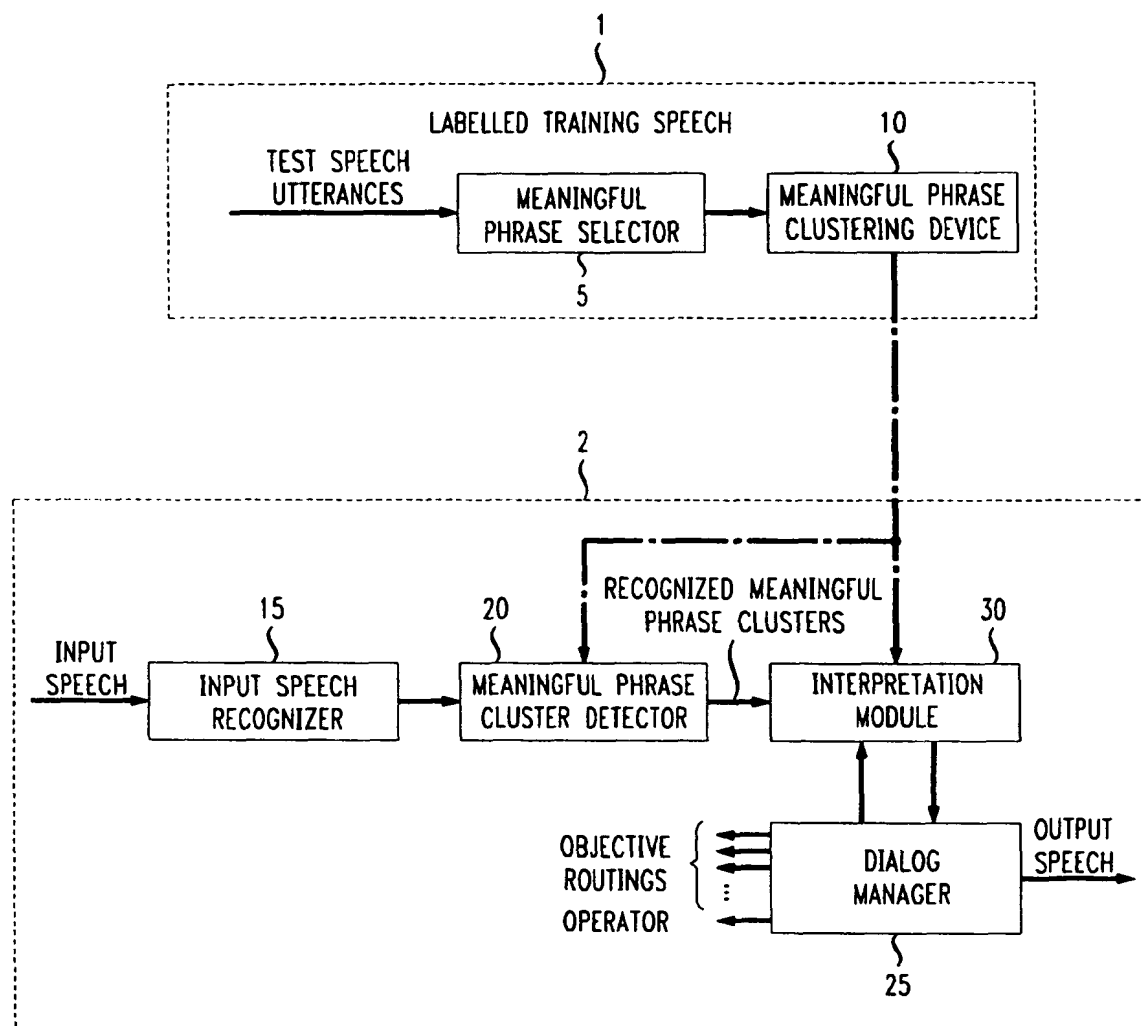 1
LABELLED TRAINING SPEECH
10
TEST SPEECH
UTTERANCES
MEANINGFUL
PHRASE SELECTOR
MEANINGFUL PHRASE
CLUSTERING DEVICE
5
2
RECOGNIZED MEANINGFUL
PHRASE CLUSTERS
15
20
30
INPUT
SPEECH
INPUT SPEECH
RECOGNIZER
MEANINGFUL PHRASE
CLUSTER DETECTOR
INTERPRETATION
MODULE
OBJECTIVE
ROUTINGS
...
OPERATOR
DIALOG
MANAGER
OUTPUT
SPEECH
25